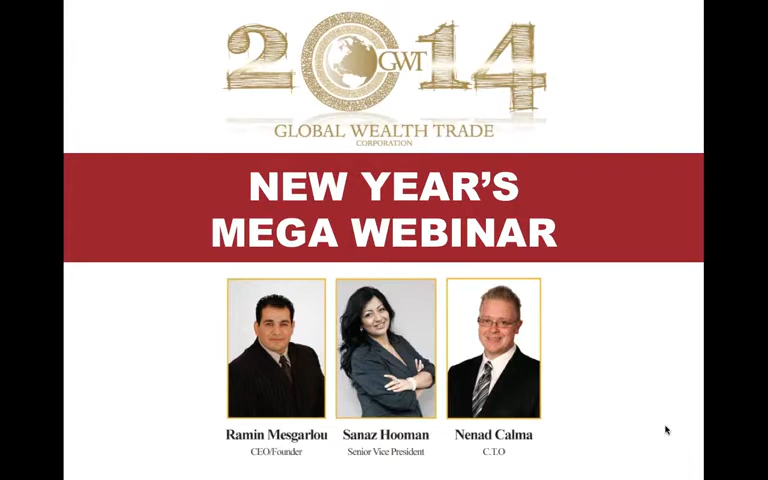 2014
GWT
GLOBAL WEALTH TRADE
CORPORATION
NEW YEAR'S
MEGA WEBINAR
Ramin Mesgarlou Sanaz Hooman Nenad Calma
CEO/Founder Senior Vice President C.T.O